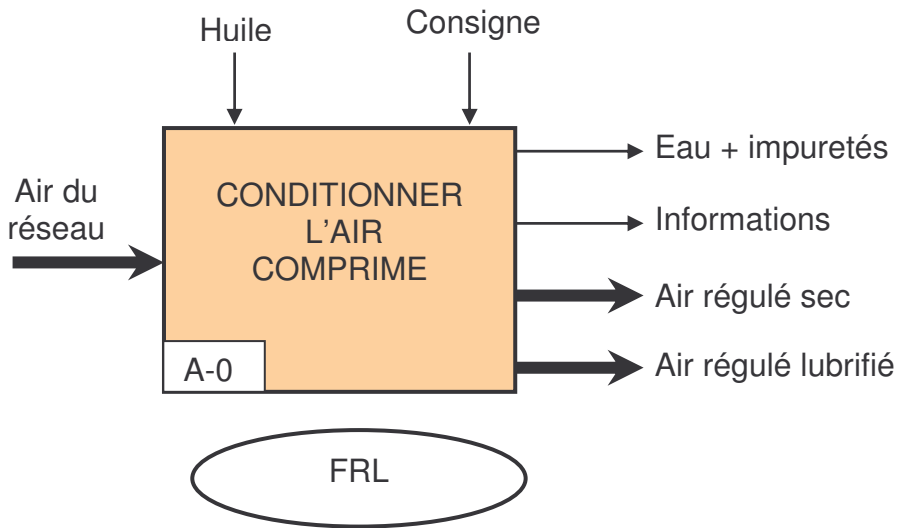 Huile
Consigne
Air du
réseau
CONDITIONNER
L'AIR
COMPRIME
A-0
Eau + impuretés
Informations
Air régulé sec
Air régulé lubrifié
FRL